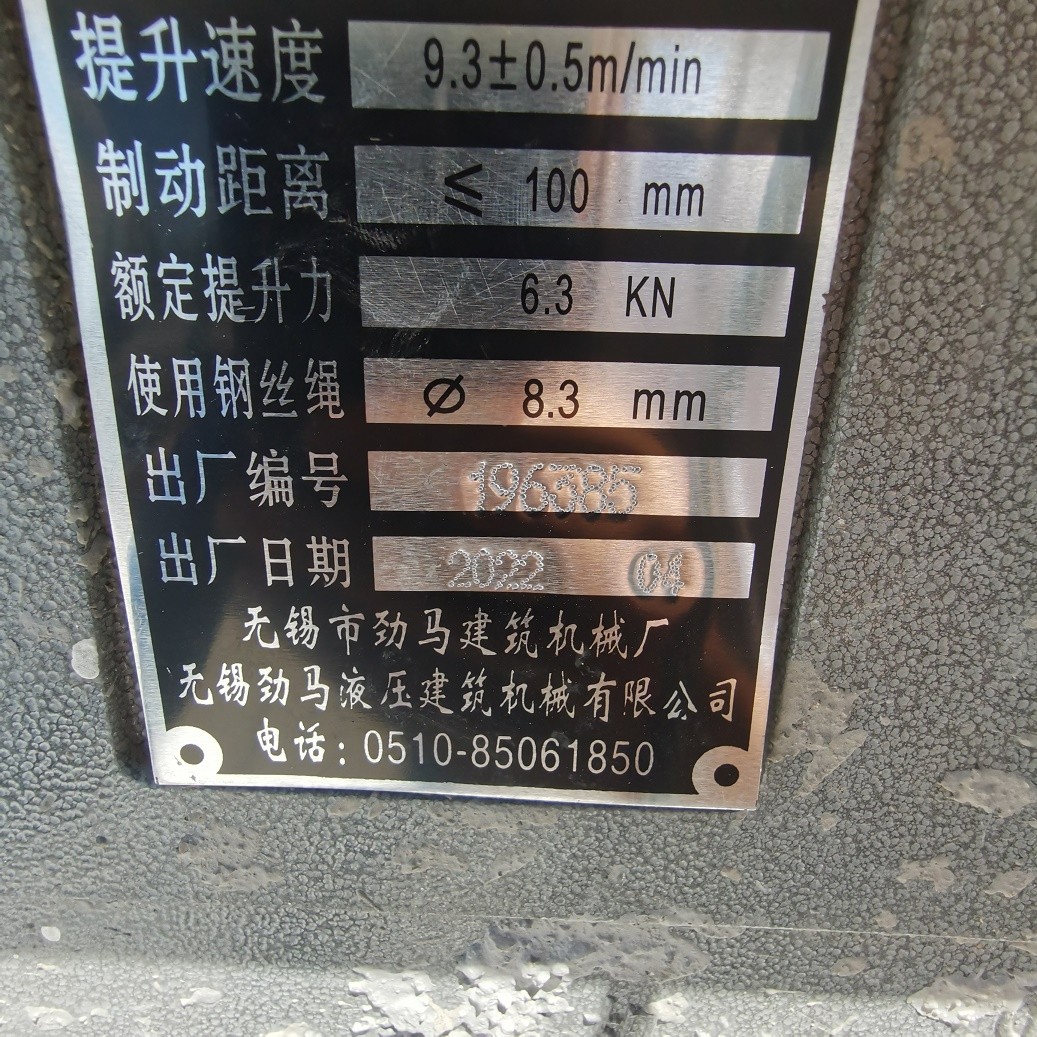 提升速度 9.3±0.5m/min
制动距离 ≤ 100 mm
额定提升力 6.3 KN
使用钢丝绳 Ø 8.3 mm
出厂编号 196385
出厂日期 2022 04
无锡市劲马建筑机械厂
无锡劲马液压建筑机械有限公司
电话:0510-85061850